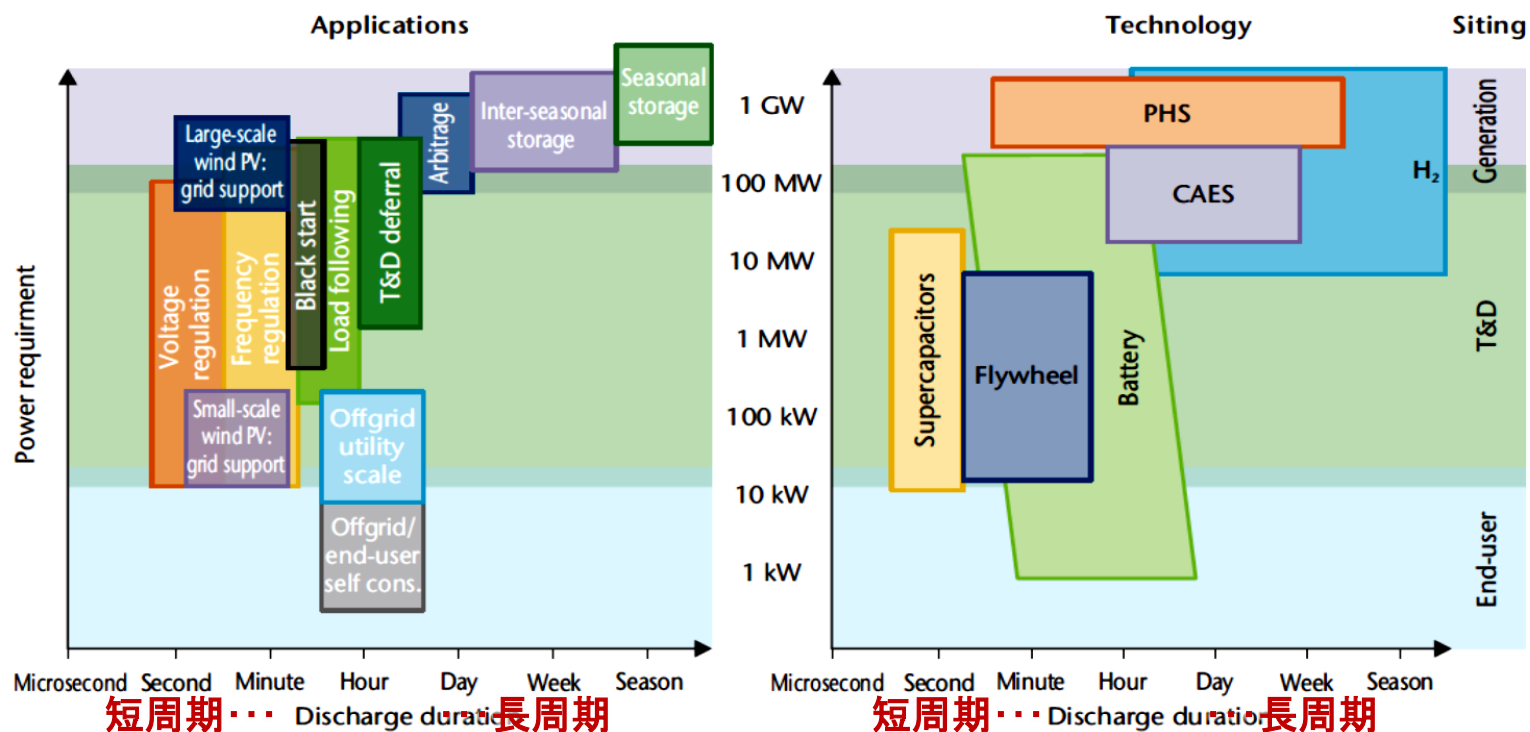 Applications
Technology
Siting
Power requirment
Large-scale
wind PV:
grid support
Voltage
regulation
Frequency
regulation
Small-scale
wind PV:
grid support
Black start
Load following
T&D deferral
Arbitrage
Inter-seasonal
storage
Seasonal
storage
Offgrid
utility
scale
Offgrid/
end-user
self cons.
1 GW
100 MW
10 MW
1 MW
100 kW
10 kW
1 kW
PHS
CAES
H₂
Supercapacitors
Flywheel
Battery
Generation
T&D
End-user
Microsecond Second Minute Hour Day Week Season
短周期··· Discharge duration ···長周期
Microsecond Second Minute Hour Day Week Season
短周期··· Discharge duration ···長周期